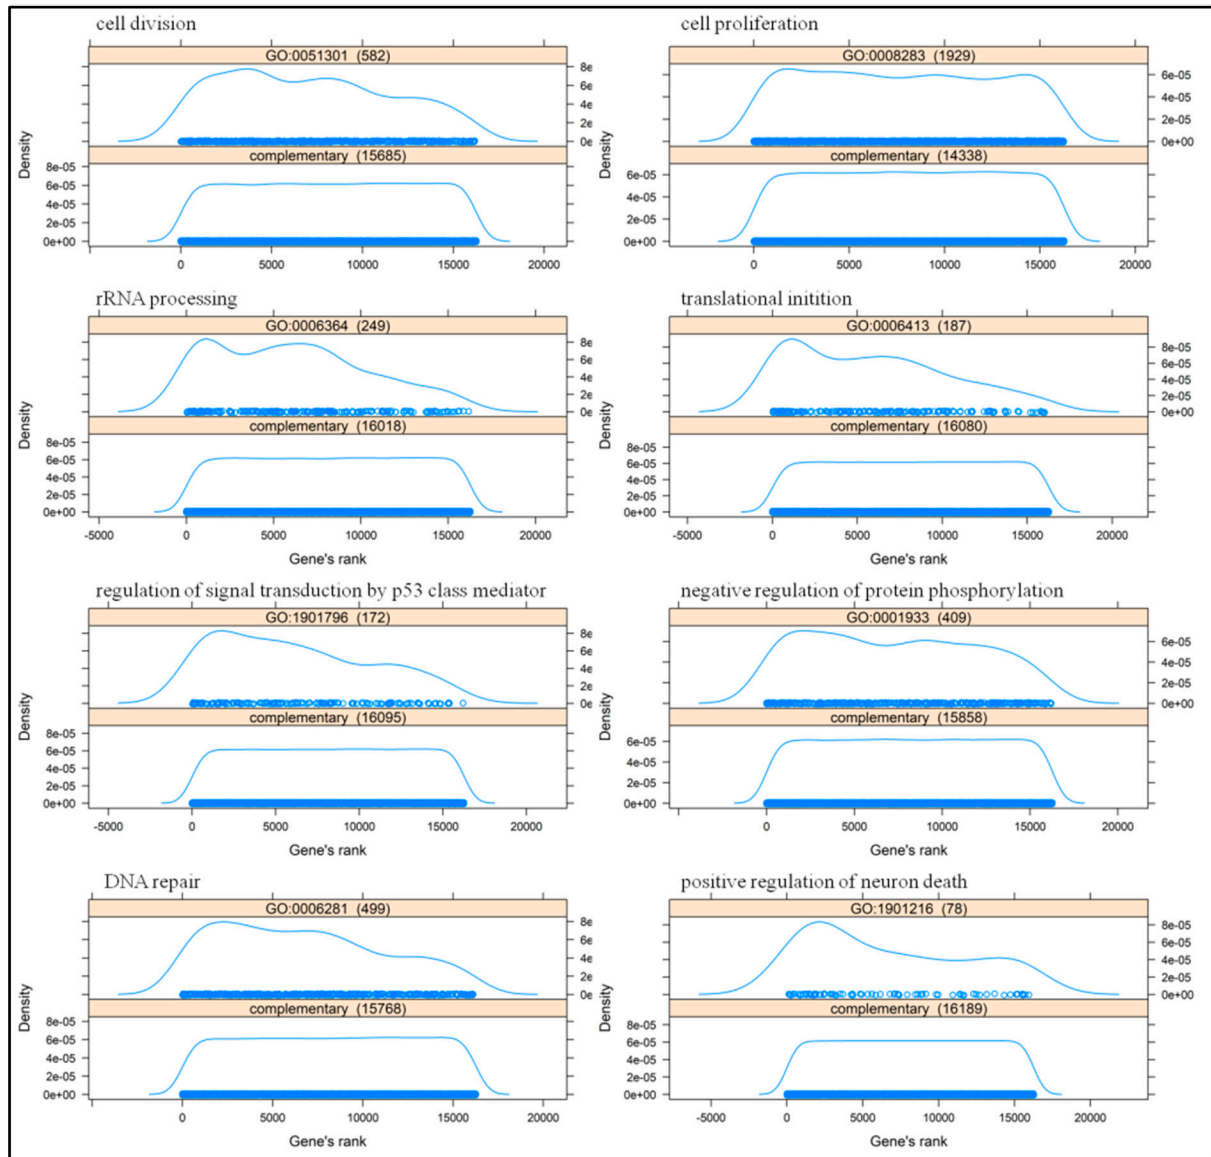 cell division
GO:0051301 (582)
8e
6
4
2e
0e
complementary (15685)
8e-05
6e-05
4e-05
2e-05
0e+00
Density
0 5000 10000 15000 20000
cell proliferation
GO:0008283 (1929)
6e-05
4e-05
2e-05
0e+00
complementary (14338)
6e-05
4e-05
2e-05
0e+00
Density
0 5000 10000 15000 20000
rRNA processing
GO:0006364 (249)
8e
6
4
2e
0e
complementary (16018)
8e-05
6e-05
4e-05
2e-05
0e+00
Density
-5000 0 5000 10000 15000 20000
Gene's rank
translational initition
GO:0006413 (187)
8e-05
6e-05
4e-05
2e-05
0e+00
complementary (16080)
8e-05
6e-05
4e-05
2e-05
0e+00
Density
-5000 0 5000 10000 15000 20000
Gene's rank
regulation of signal transduction by p53 class mediator
GO:1901796 (172)
8e
6
4
2e
0e
complementary (16095)
8e-05
6e-05
4e-05
2e-05
0e+00
Density
-5000 0 5000 10000 15000 20000
Gene's rank
negative regulation of protein phosphorylation
GO:0001933 (409)
6e-05
4e-05
2e-05
0e+00
complementary (15858)
6e-05
4e-05
2e-05
0e+00
Density
0 5000 10000 15000 20000
Gene's rank
DNA repair
GO:0006281 (499)
8e
6
4
2e
0e
complementary (15768)
8e-05
6e-05
4e-05
2e-05
0e+00
Density
0 5000 10000 15000 20000
Gene's rank
positive regulation of neuron death
GO:1901216 (78)
8e-05
6e-05
4e-05
2e-05
0e+00
complementary (16189)
8e-05
6e-05
4e-05
2e-05
0e+00
Density
-5000 0 5000 10000 15000 20000
Gene's rank